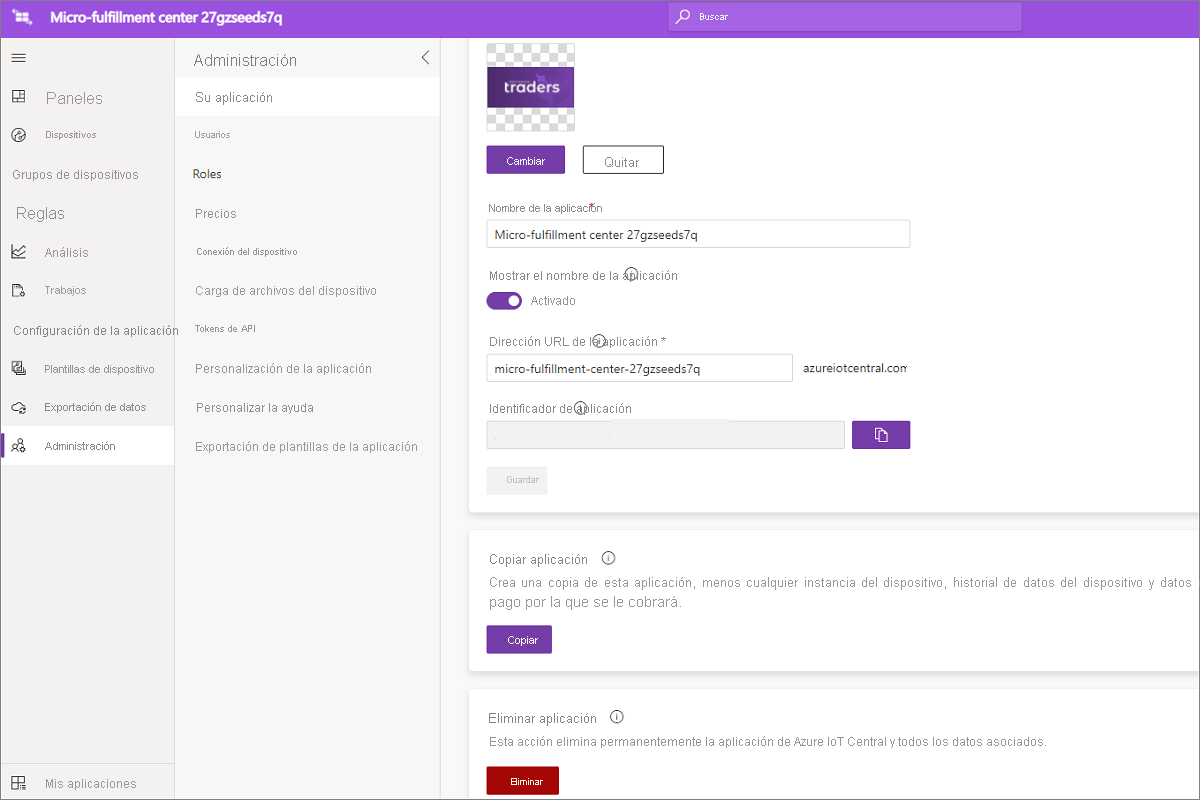 Micro-fulfillment center 27gzseeds7q
Buscar
Paneles
Dispositivos
Grupos de dispositivos
Reglas
Análisis
Trabajos
Configuración de la aplicación
Plantillas de dispositivo
Exportación de datos
Administración
Mis aplicaciones
Administración
Su aplicación
Usuarios
Roles
Precios
Conexión del dispositivo
Carga de archivos del dispositivo
Tokens de API
Personalización de la aplicación
Personalizar la ayuda
Exportación de plantillas de la aplicación
traders
Cambiar
Quitar
Nombre de la aplicación *
Micro-fulfillment center 27gzseeds7q
Mostrar el nombre de la aplicación
Activado
Dirección URL de la aplicación *
micro-fulfillment-center-27gzseeds7q
azureiotcentral.com
Identificador de aplicación
Guardar
Copiar aplicación
Crea una copia de esta aplicación, menos cualquier instancia del dispositivo, historial de datos del dispositivo y datos
pago por la que se le cobrará.
Copiar
Eliminar aplicación
Esta acción elimina permanentemente la aplicación de Azure IoT Central y todos los datos asociados.
Eliminar